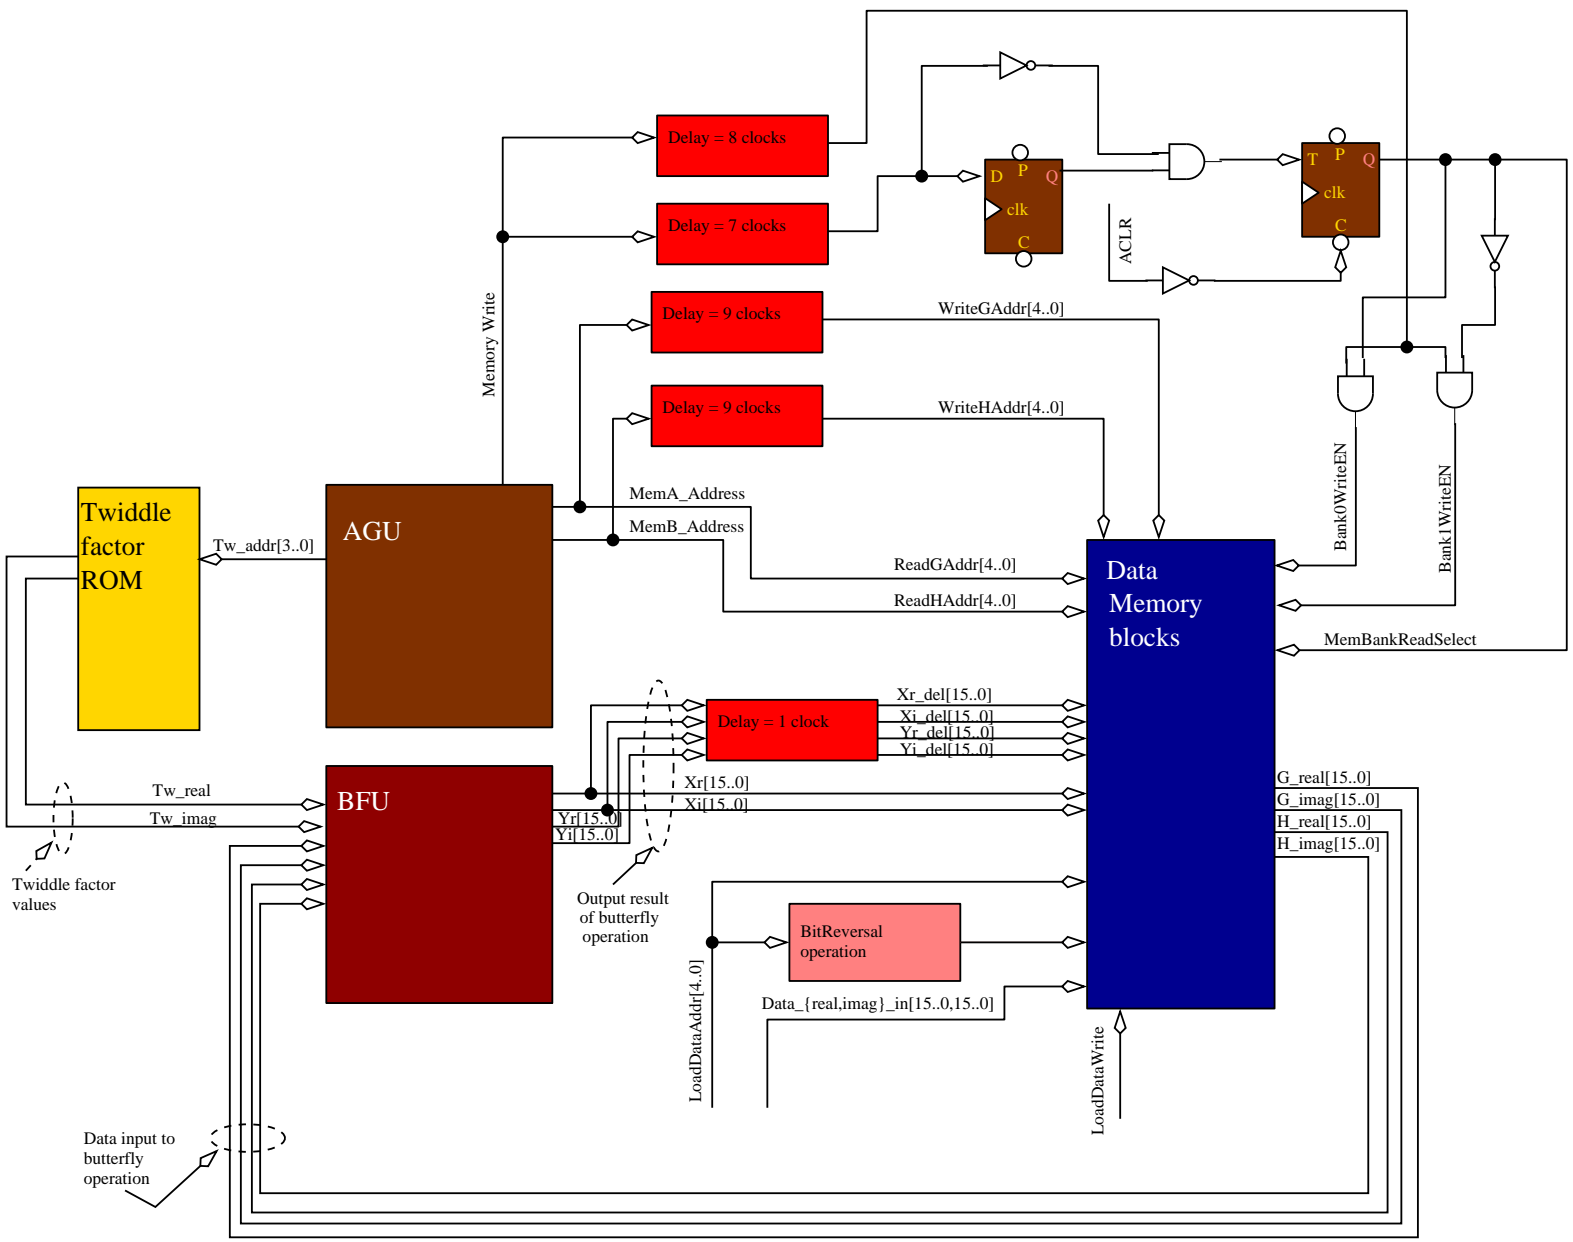 Delay = 8 clocks
Delay = 7 clocks
Delay = 9 clocks
Delay = 9 clocks
D
P
Q
clk
C
T
P
Q
clk
C
ACLR
Memory Write
WriteGAddr[4..0]
WriteHAddr[4..0]
Bank0WriteEN
Bank1WriteEN
Twiddle
factor
ROM
Tw_addr[3..0]
AGU
MemA_Address
MemB_Address
ReadGAddr[4..0]
ReadHAddr[4..0]
Data
Memory
blocks
MemBankReadSelect
Delay = 1 clock
Xr_del[15..0]
Xi_del[15..0]
Yr_del[15..0]
Yi_del[15..0]
BFU
Tw_real
Tw_imag
Xr[15..0]
Xi[15..0]
Yr[15..0]
Yi[15..0]
G_real[15..0]
G_imag[15..0]
H_real[15..0]
H_imag[15..0]
Twiddle factor
values
Output result
of butterfly
operation
BitReversal
operation
LoadDataAddr[4..0]
Data_{real,imag}_in[15..0,15..0]
LoadDataWrite
Data input to
butterfly
operation